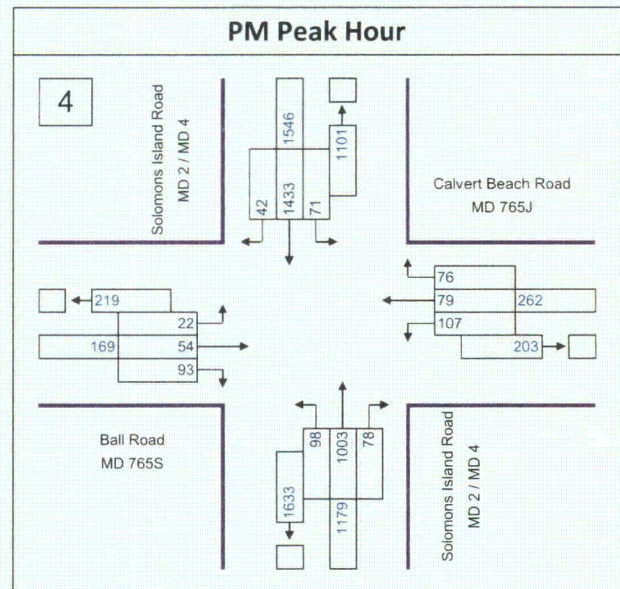 PM Peak Hour
4
Solomons Island Road
MD 2 / MD 4
1546
1101
42
1433
71
Calvert Beach Road
MD 765J
219
22
169
54
93
76
79
262
107
203
Ball Road
MD 765S
98
1003
78
1633
1179
Solomons Island Road
MD 2 / MD 4